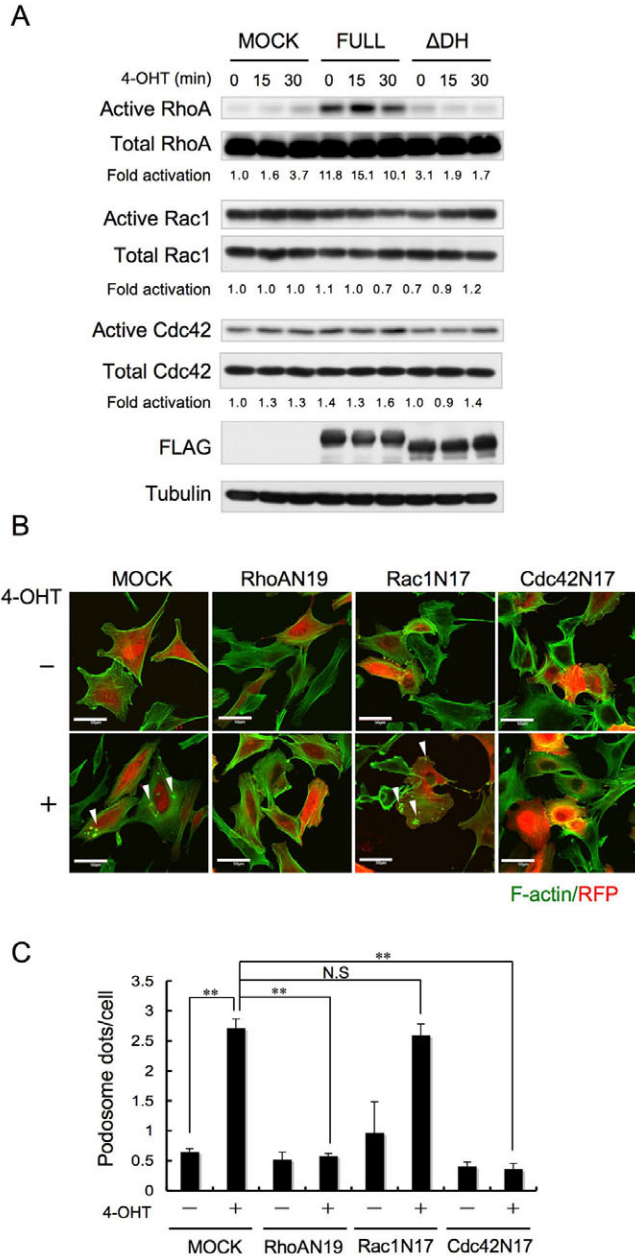 A
MOCK FULL ΔDH
4-OHT (min) 0 15 30 0 15 30 0 15 30
Active RhoA
Total RhoA
Fold activation 1.0 1.6 3.7 11.8 15.1 10.1 3.1 1.9 1.7
Active Rac1
Total Rac1
Fold activation 1.0 1.0 1.0 1.1 1.0 0.7 0.7 0.9 1.2
Active Cdc42
Total Cdc42
Fold activation 1.0 1.3 1.3 1.4 1.3 1.6 1.0 0.9 1.4
FLAG
Tubulin
B
MOCK RhoAN19 Rac1N17 Cdc42N17
4-OHT
−
+
F-actin/RFP
C
**
N.S
** **
Podosome dots/cell
3.5
3
2.5
2
1.5
1
0.5
0
4-OHT − + − + − + − +
MOCK RhoAN19 Rac1N17 Cdc42N17